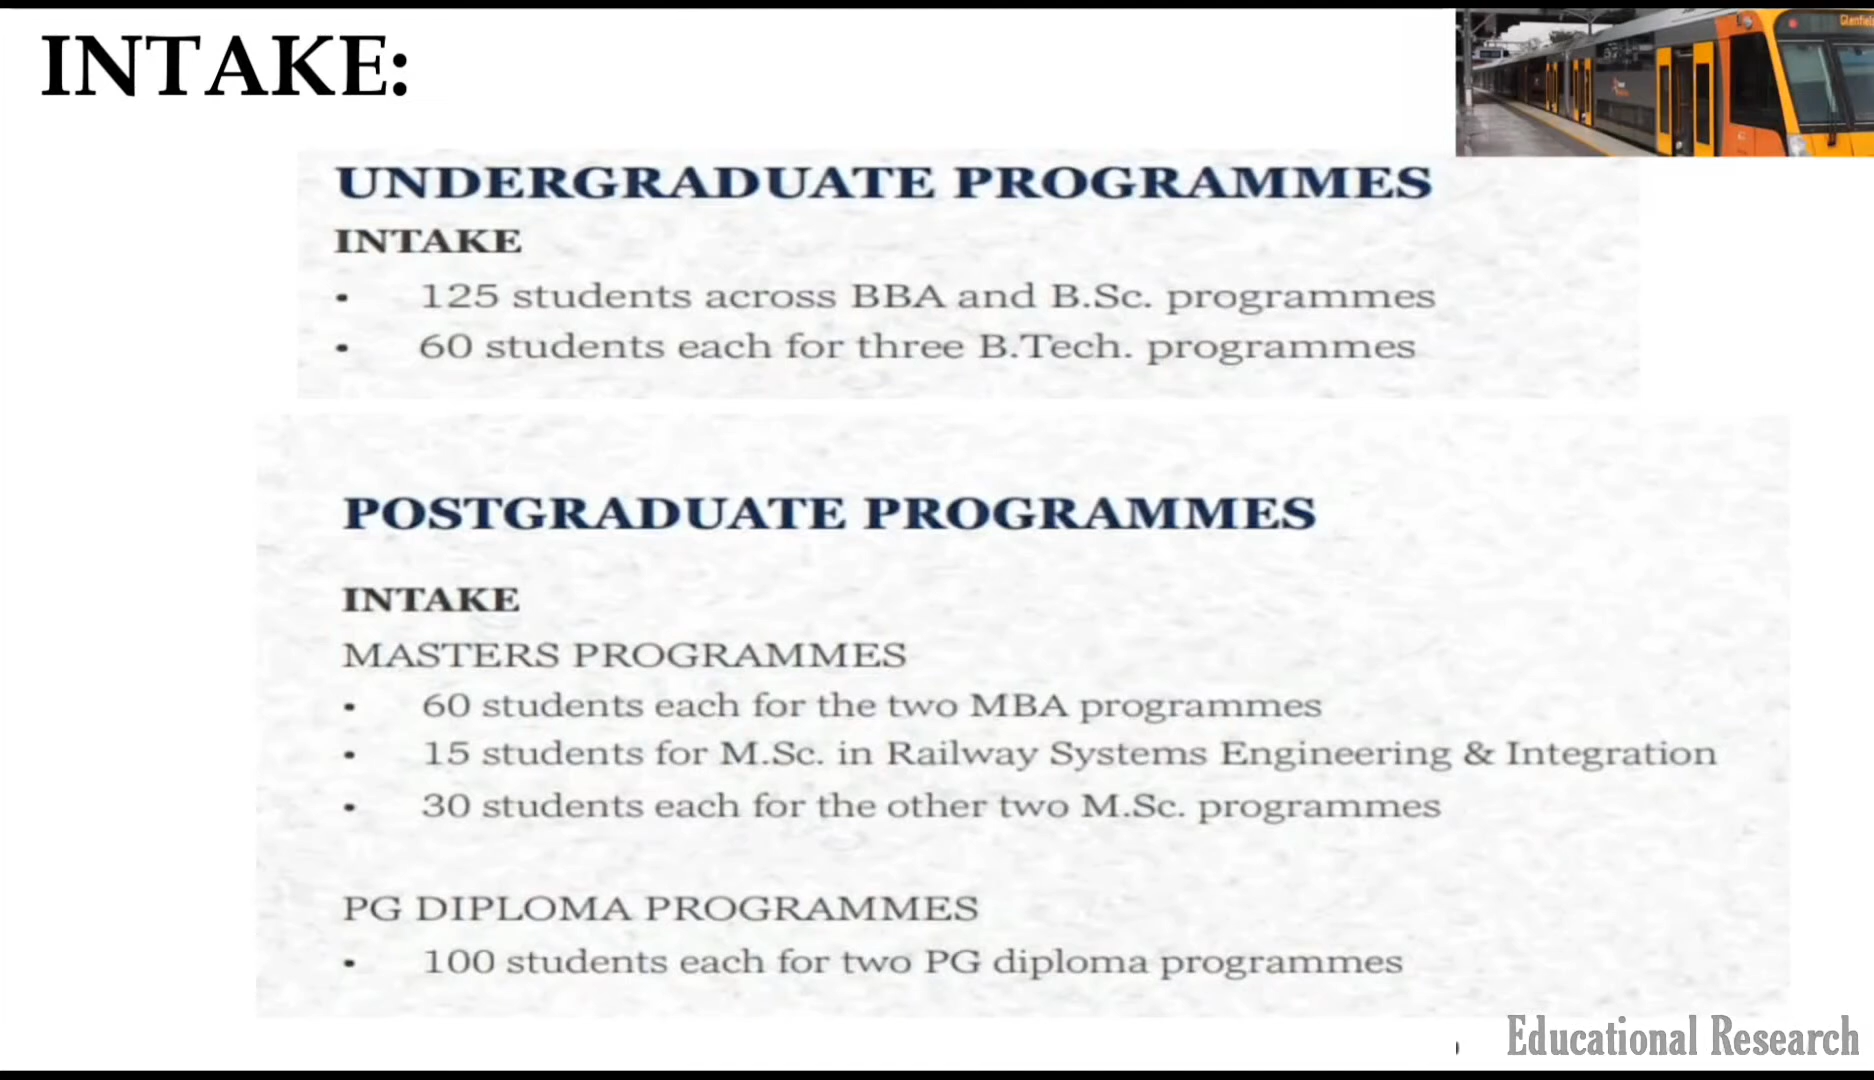 INTAKE:
UNDERGRADUATE PROGRAMMES
INTAKE
• 125 students across BBA and B.Sc. programmes
• 60 students each for three B.Tech. programmes
POSTGRADUATE PROGRAMMES
INTAKE
MASTERS PROGRAMMES
• 60 students each for the two MBA programmes
• 15 students for M.Sc. in Railway Systems Engineering & Integration
• 30 students each for the other two M.Sc. programmes
PG DIPLOMA PROGRAMMES
• 100 students each for two PG diploma programmes
Educational Research